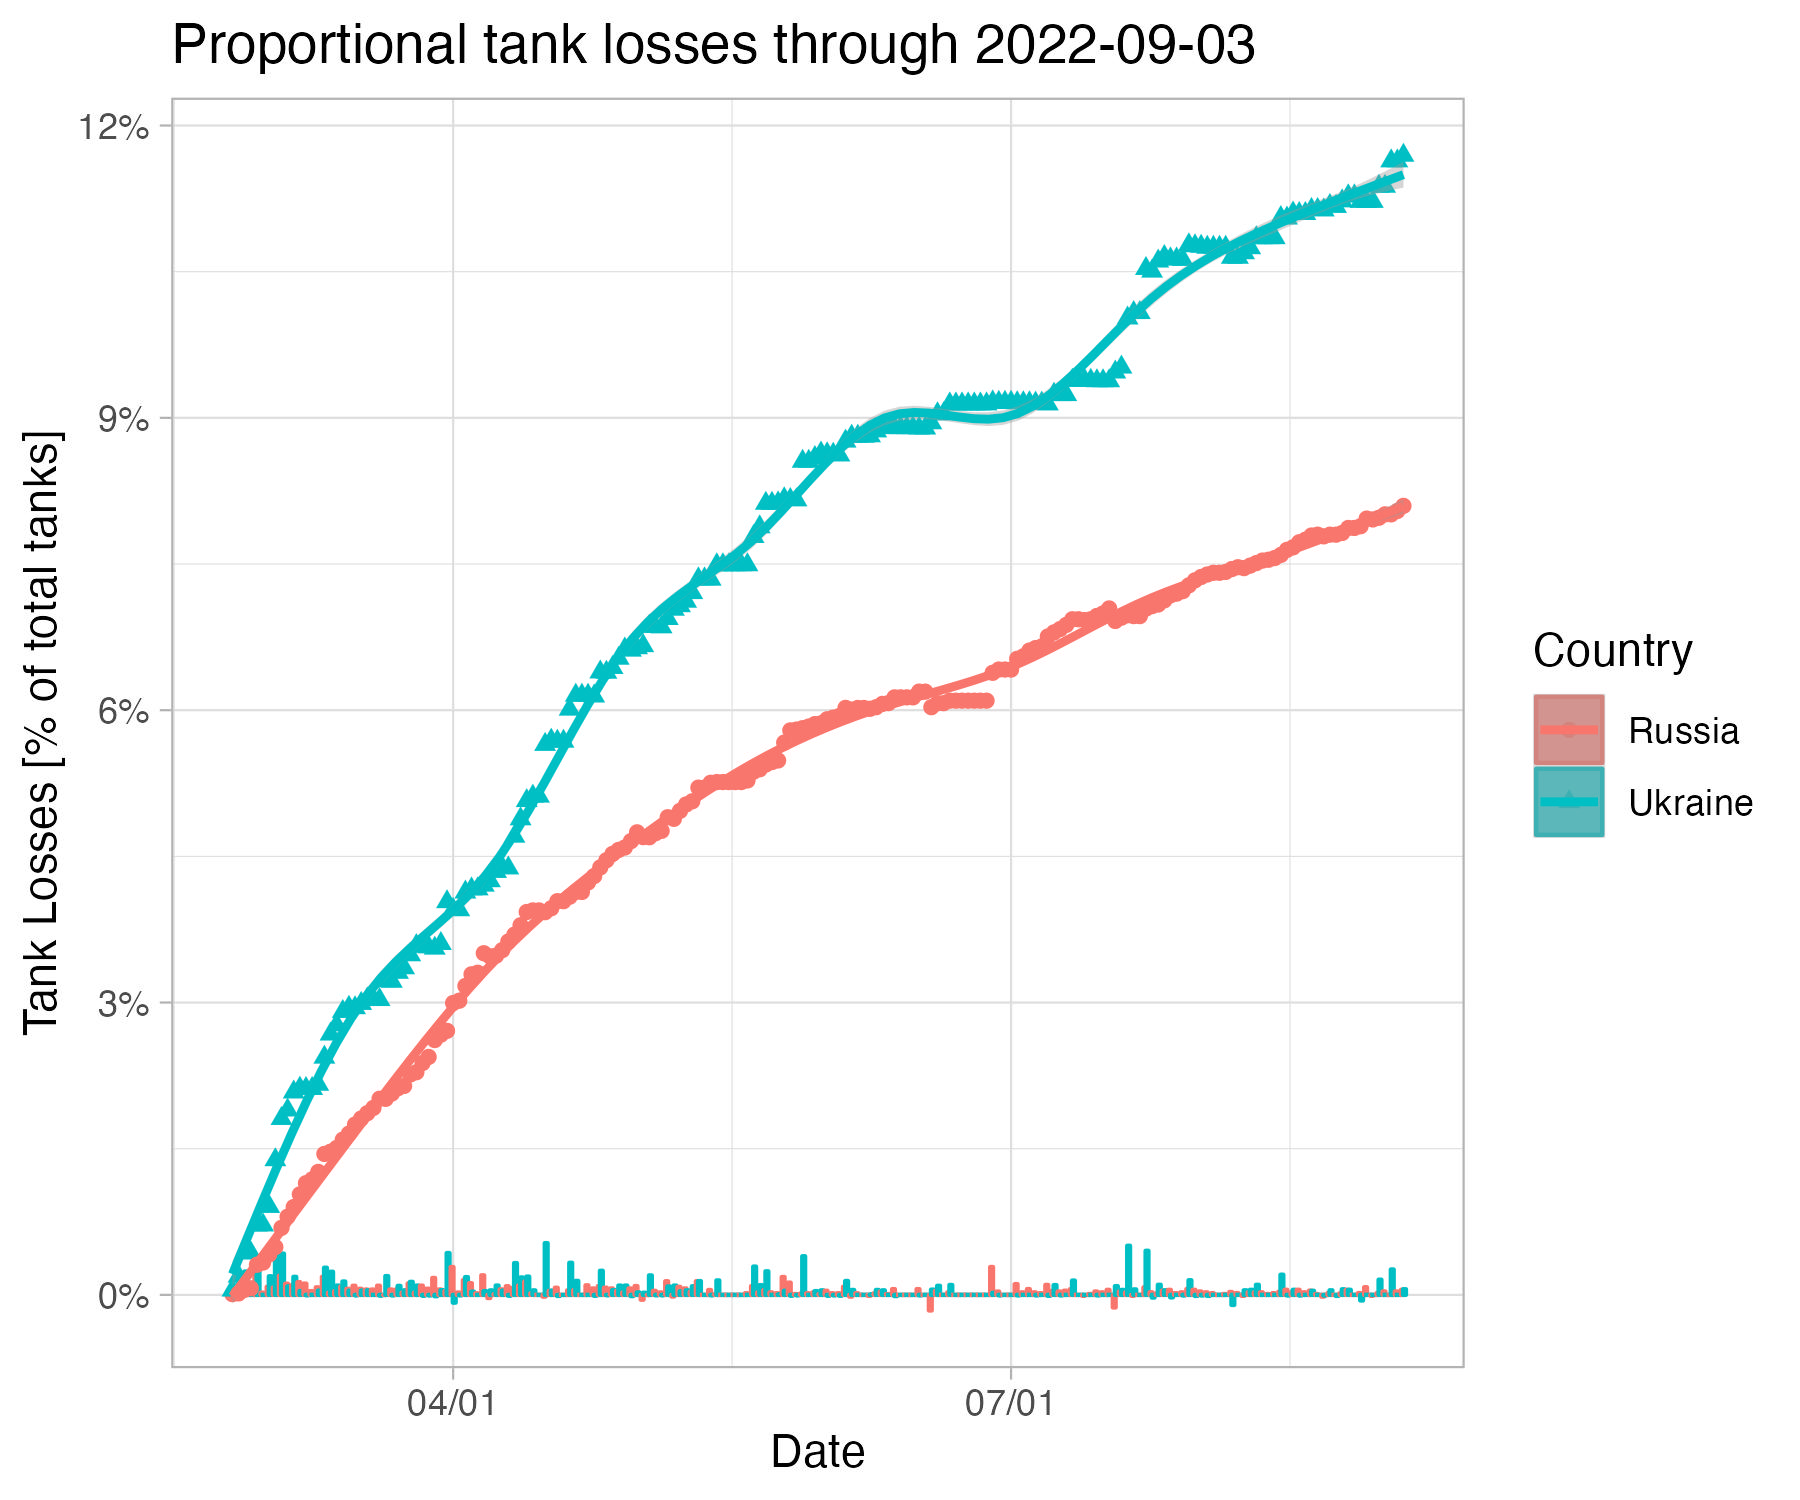 Proportional tank losses through 2022-09-03
12%
9%
6%
3%
0%
Tank Losses [% of total tanks]
04/01
07/01
Date
Country
Russia
Ukraine